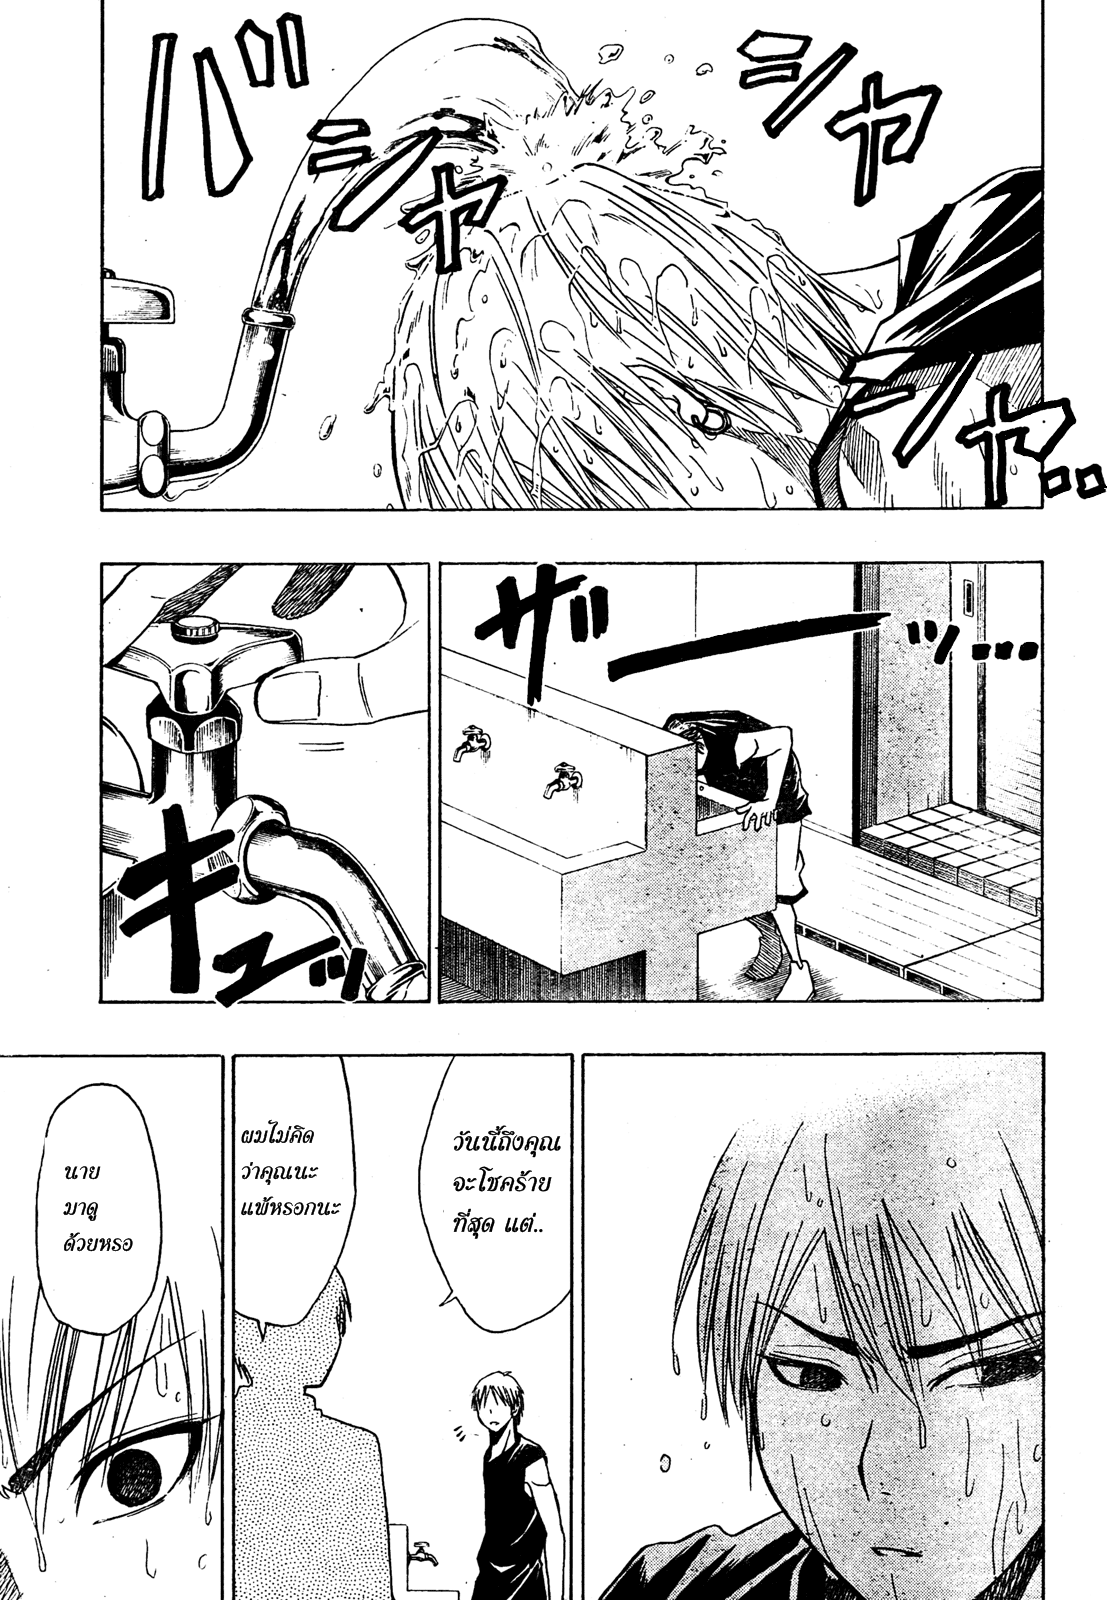 バシャシャ
シャシャ...
ザーーッ...
キュッ
วันนี้ถึงคุณ
จะโชคร้าย
ที่สุด แต่..
ผมไม่คิด
ว่าคุณนะ
แพ้หรอกนะ
นาย
มาดู
ด้วยหรอ